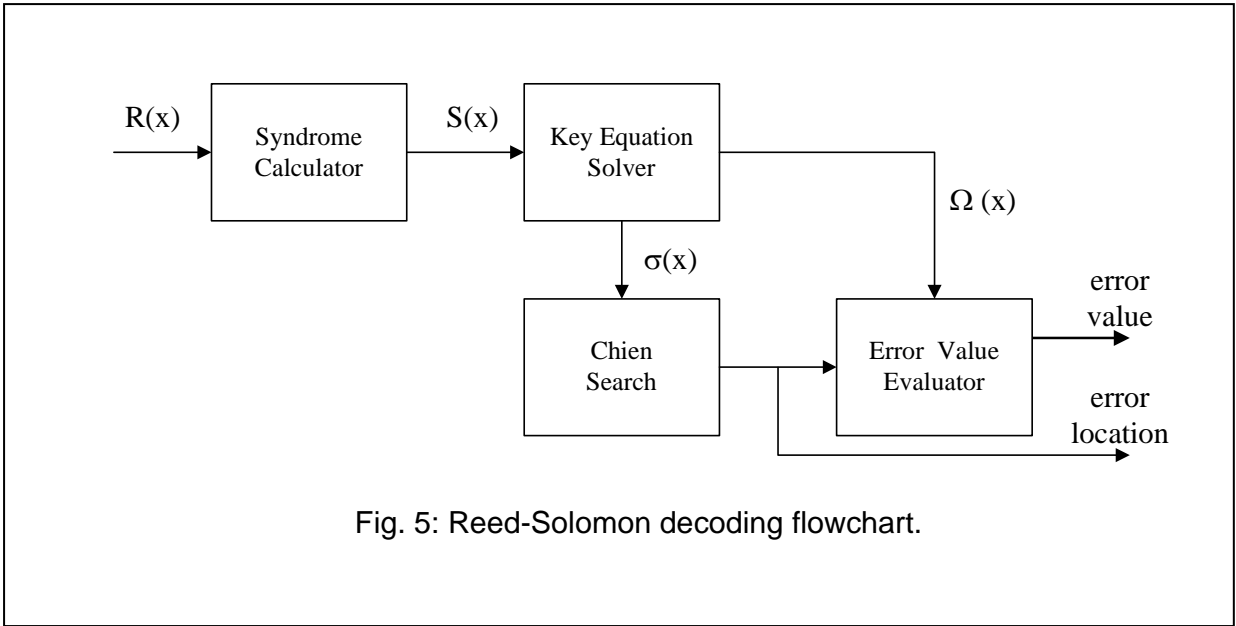 R(x)
Syndrome
Calculator
S(x)
Key Equation
Solver
Ω (x)
σ(x)
Chien
Search
Error Value
Evaluator
error
value
error
location
Fig. 5: Reed-Solomon decoding flowchart.